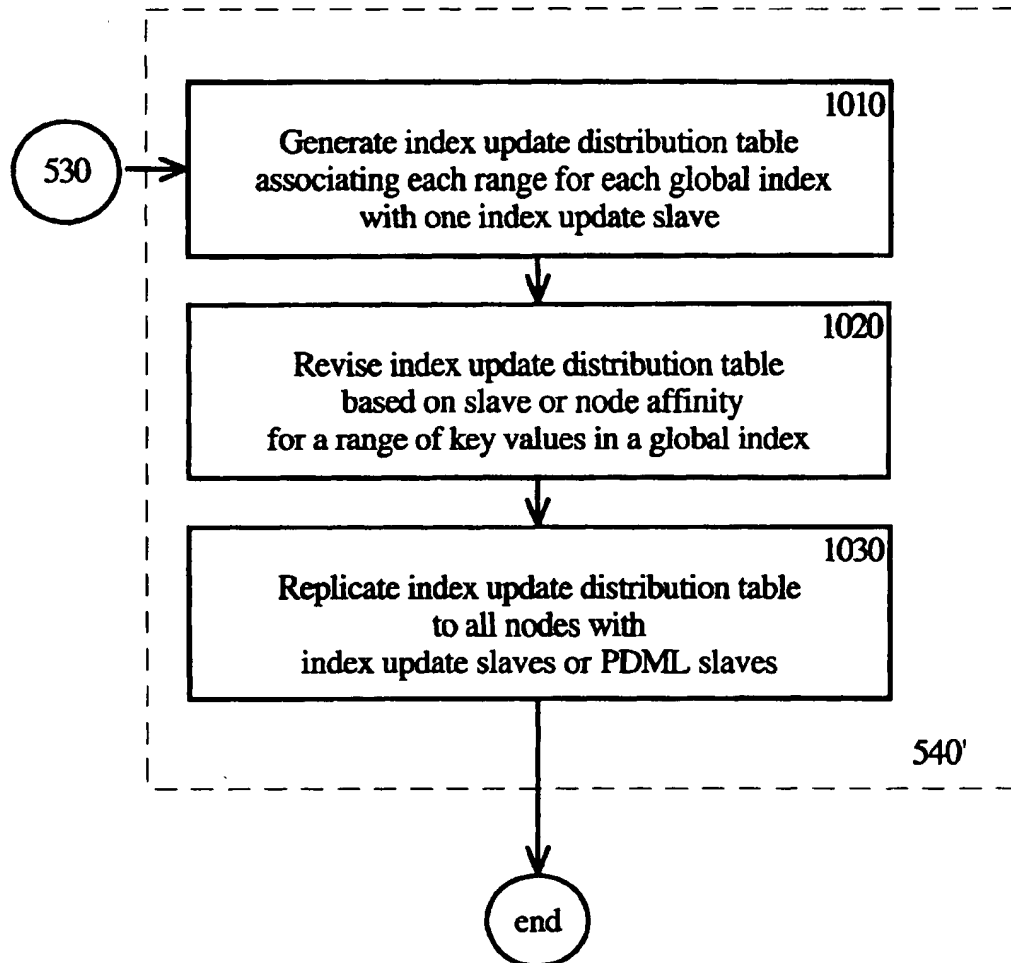 1010
Generate index update distribution table
associating each range for each global index
with one index update slave
530
1020
Revise index update distribution table
based on slave or node affinity
for a range of key values in a global index
1030
Replicate index update distribution table
to all nodes with
index update slaves or PDML slaves
540'
end